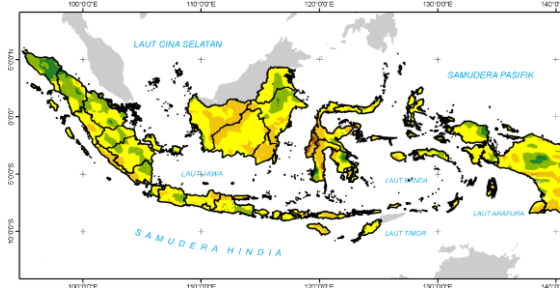 100°0'0"E 110°0'0"E 120°0'0"E 130°0'0"E 140°0'
LAUT CINA SELATAN
SAMUDERA PASIFIK
5°0'0"N
0°0'0"
5°0'0"S
10°0'0"S
LAUT JAWA
LAUT BANDA
LAUT ARAFURA
LAUT TIMOR
SAMUDERA HINDIA
100°0'0"E 110°0'0"E 120°0'0"E 130°0'0"E 140°0'